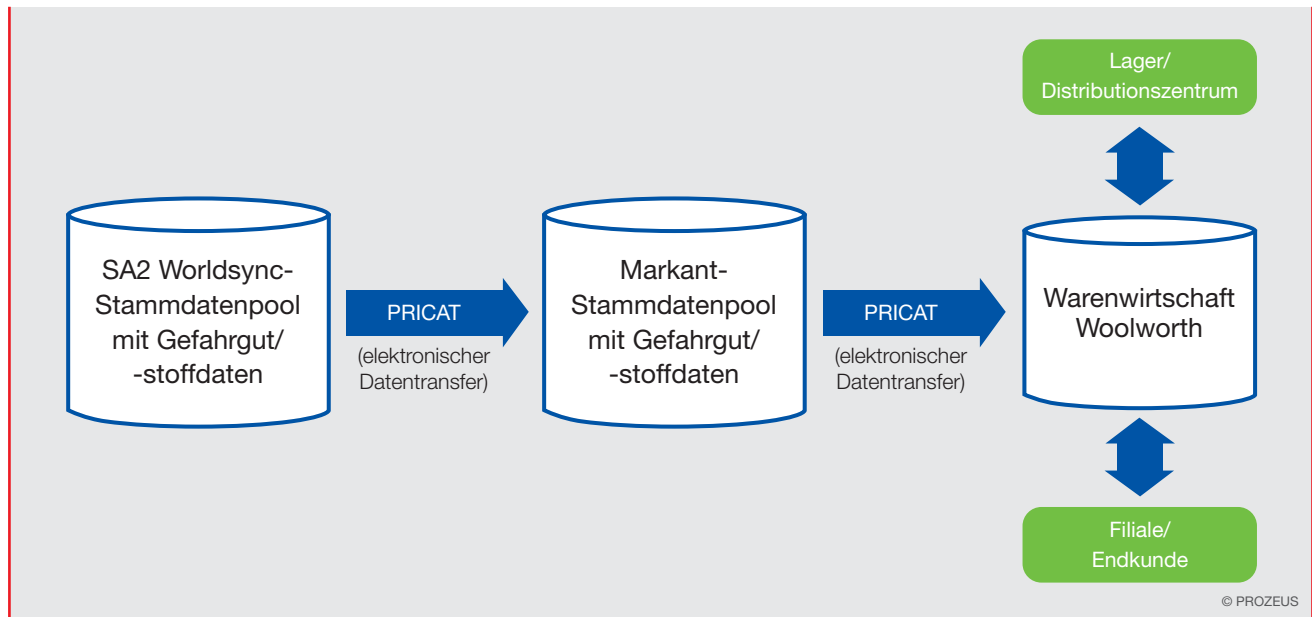 Lager/
Distributionszentrum
SA2 Worldsync-
Stammdatenpool
mit Gefahrgut/
-stoffdaten
PRICAT
(elektronischer
Datentransfer)
Markant-
Stammdatenpool
mit Gefahrgut/
-stoffdaten
PRICAT
(elektronischer
Datentransfer)
Warenwirtschaft
Woolworth
Filiale/
Endkunde
© PROZEUS